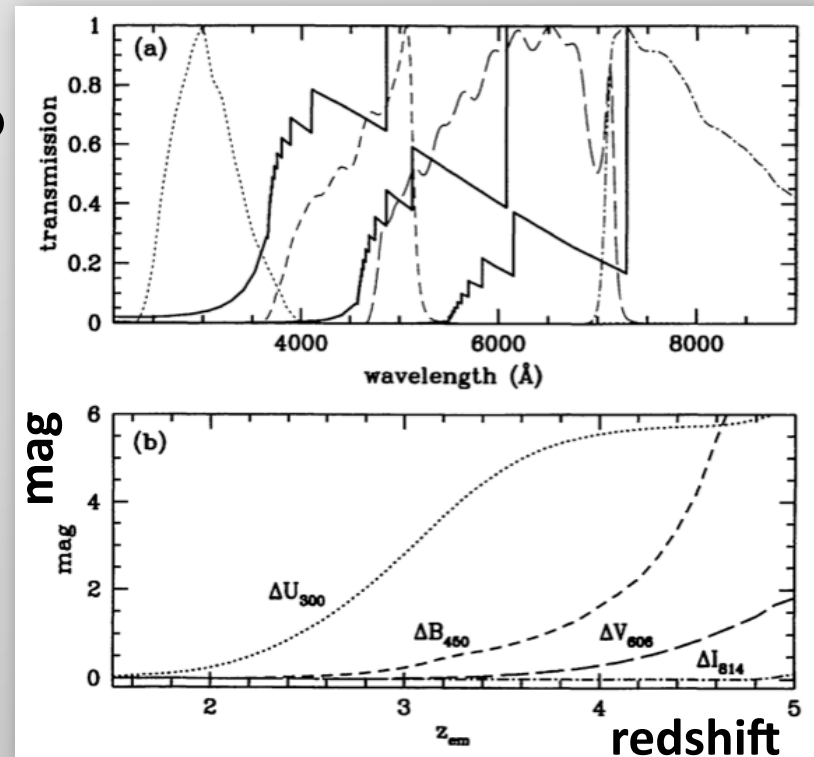 (a)
transmission
1
0.8
0.6
0.4
0.2
0
4000 6000 8000
wavelength (Å)
mag
(b)
mag
6
4
2
0
ΔU₃₀₀
ΔB₄₅₀
ΔV₆₀₆
ΔI₈₁₄
2 3 4 5
zₑₘ
redshift